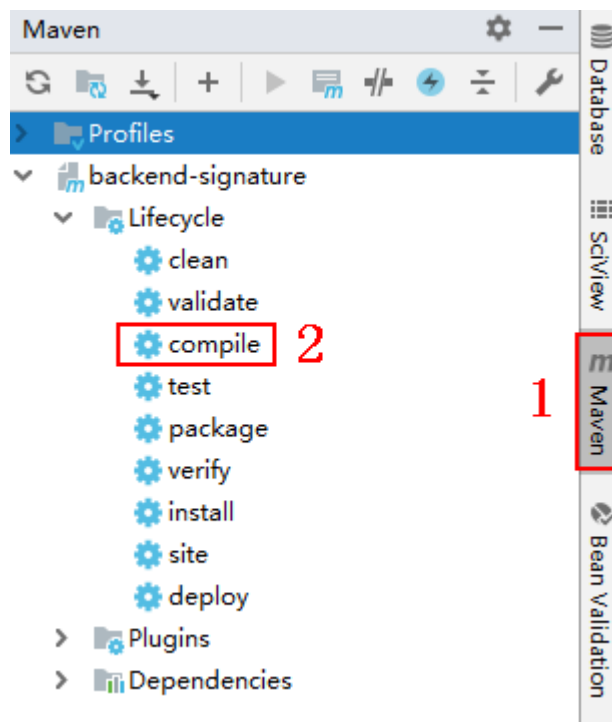 Maven
Profiles
backend-signature
Lifecycle
clean
validate
compile
2
test
package
verify
install
site
deploy
Plugins
Dependencies
Database
SciView
1
m
Maven
Bean Validation